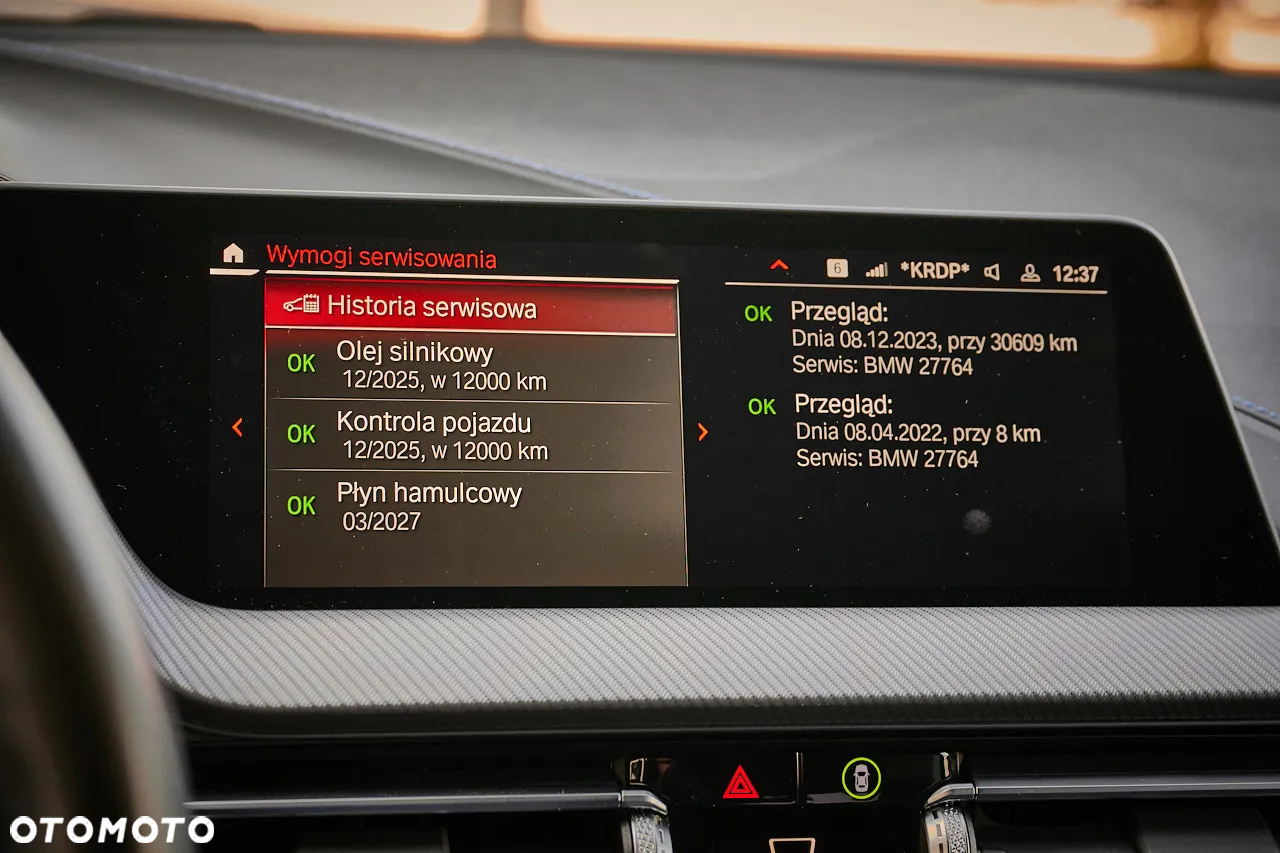 Wymogi serwisowania
6 *KRDP* 12:37
Historia serwisowa
OK Olej silnikowy
12/2025, w 12000 km
OK Kontrola pojazdu
12/2025, w 12000 km
OK Płyn hamulcowy
03/2027
OK Przegląd:
Dnia 08.12.2023, przy 30609 km
Serwis: BMW 27764
OK Przegląd:
Dnia 08.04.2022, przy 8 km
Serwis: BMW 27764
OTOMOTO